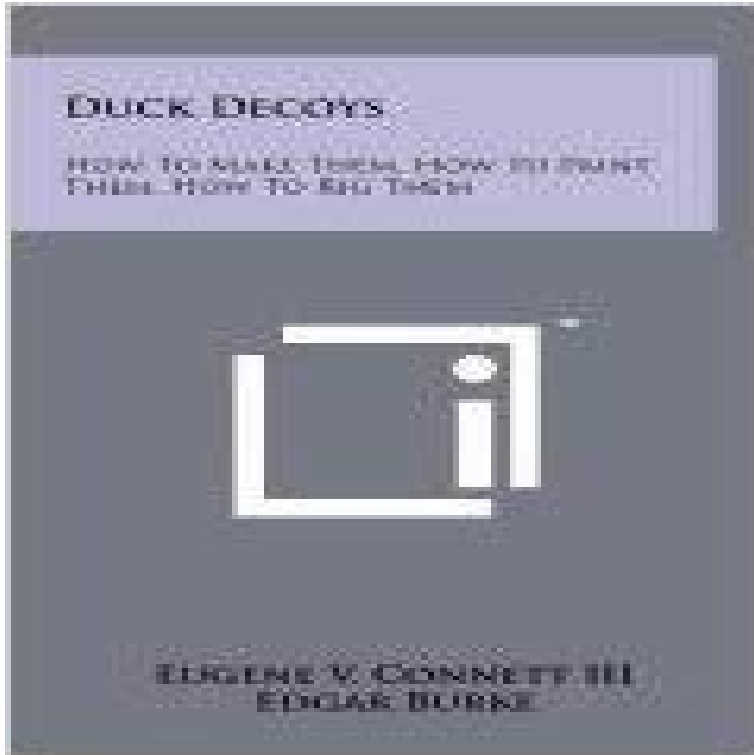 DUCK DECOYS
HOW TO MAKE THEM, HOW TO PAINT
THEM, HOW TO RIG THEM
EUGENE V. CONNETT III
EDGAR BURKE